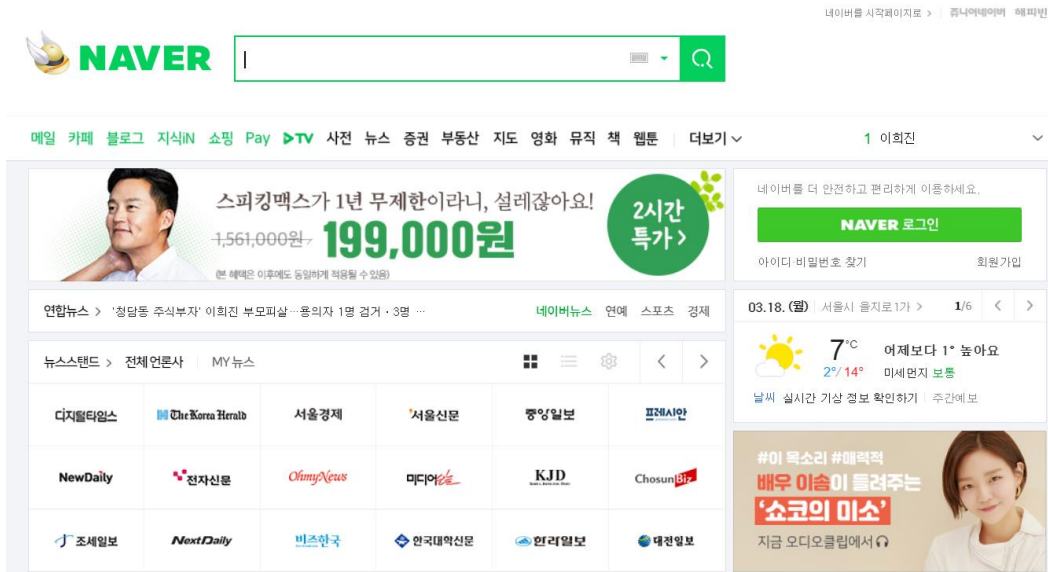 네이버를 시작페이지로 > 쥬니어네이버 해피빈
NAVER
메일 카페 블로그 지식iN 쇼핑 Pay TV 사전 뉴스 증권 부동산 지도 영화 뮤직 책 웹툰 더보기
1 이희진
스피킹맥스가 1년 무제한이라니, 설레잖아요!
1,561,000원 199,000원
(본 혜택은 이후에도 동일하게 적용될 수 있음)
2시간
특가 >
네이버를 더 안전하고 편리하게 이용하세요.
NAVER 로그인
아이디·비밀번호 찾기 회원가입
연합뉴스 > '청담동 주식부자' 이희진 부모피살…용의자 1명 검거·3명 …
네이버뉴스 연예 스포츠 경제
03.18. (월) 서울시 을지로1가 > 1/6 < >
7°C 어제보다 1° 높아요
2°/ 14° 미세먼지 보통
날씨 실시간 기상 정보 확인하기 주간예보
뉴스스탠드 > 전체언론사 MY뉴스 < >
디지털타임스 The Korea Herald 서울경제 서울신문 중앙일보 프레시안
NewDaily 전자신문 OhmyNews 미디어오늘 KJD ChosunBiz
조세일보 NextDaily 비즈한국 한국대학신문 한라일보 대전일보
#이 목소리 #매력적
배우 이솜이 들려주는
'쇼코의 미소'
지금 오디오클립에서